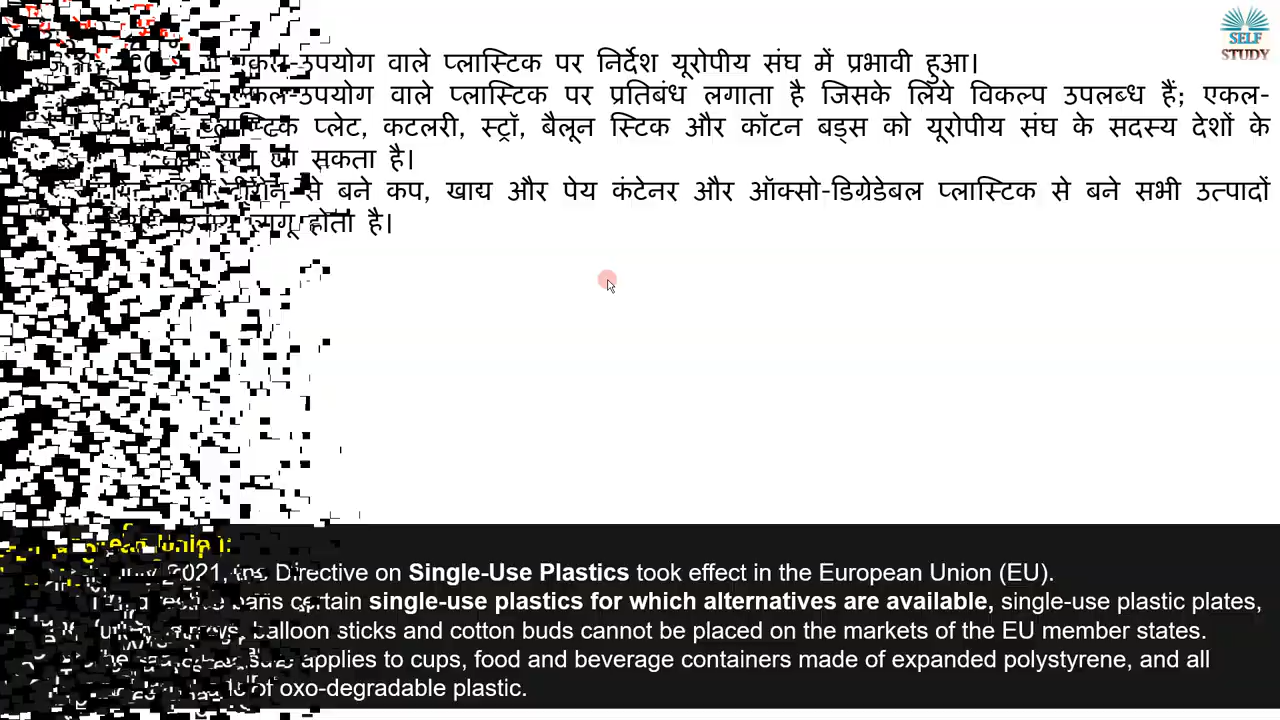 SELF
STUDY
उपयोग वाले प्लास्टिक पर निर्देश यूरोपीय संघ में प्रभावी हुआ।
एकल-उपयोग वाले प्लास्टिक पर प्रतिबंध लगाता है जिसके लिये विकल्प उपलब्ध हैं; एकल-
प्लास्टिक प्लेट, कटलरी, स्ट्रॉ, बैलून स्टिक और कॉटन बड्स को यूरोपीय संघ के सदस्य देशों के
सकता है।
से बने कप, खाद्य और पेय कंटेनर और ऑक्सो-डिग्रेडेबल प्लास्टिक से बने सभी उत्पादों
लागू होता है।
2021, the Directive on Single-Use Plastics took effect in the European Union (EU).
bans certain single-use plastics for which alternatives are available, single-use plastic plates,
balloon sticks and cotton buds cannot be placed on the markets of the EU member states.
applies to cups, food and beverage containers made of expanded polystyrene, and all
of oxo-degradable plastic.